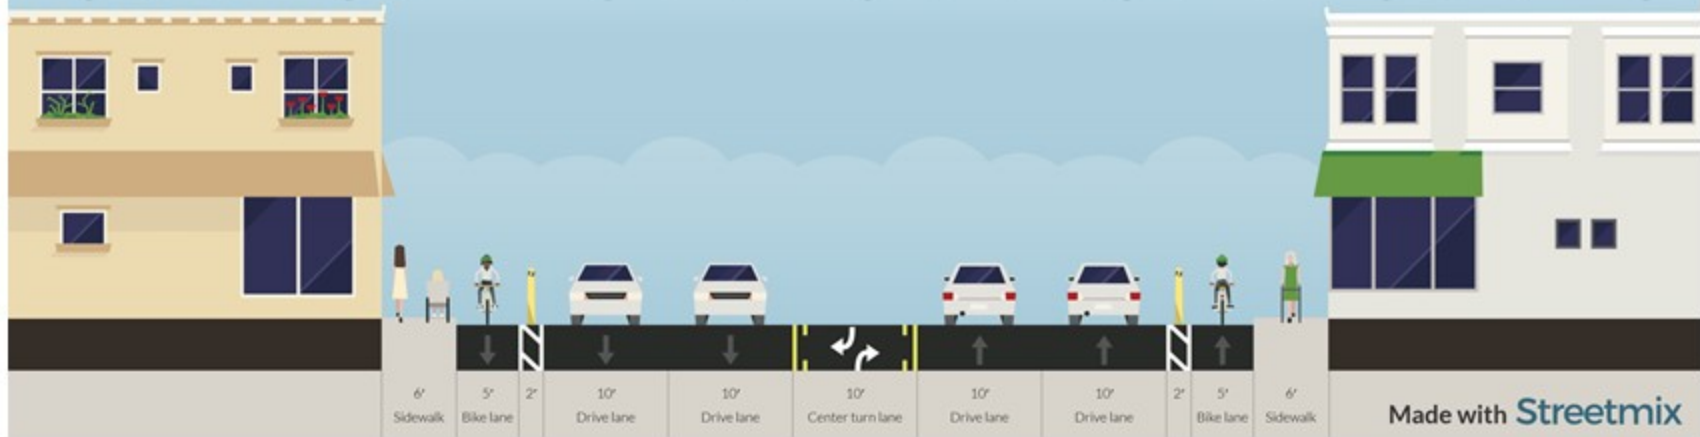 6' 5' 2' 10' 10' 10' 10' 10' 2' 5' 6'
Sidewalk Bike lane Drive lane Drive lane Center turn lane Drive lane Drive lane Bike lane Sidewalk
Made with Streetmix